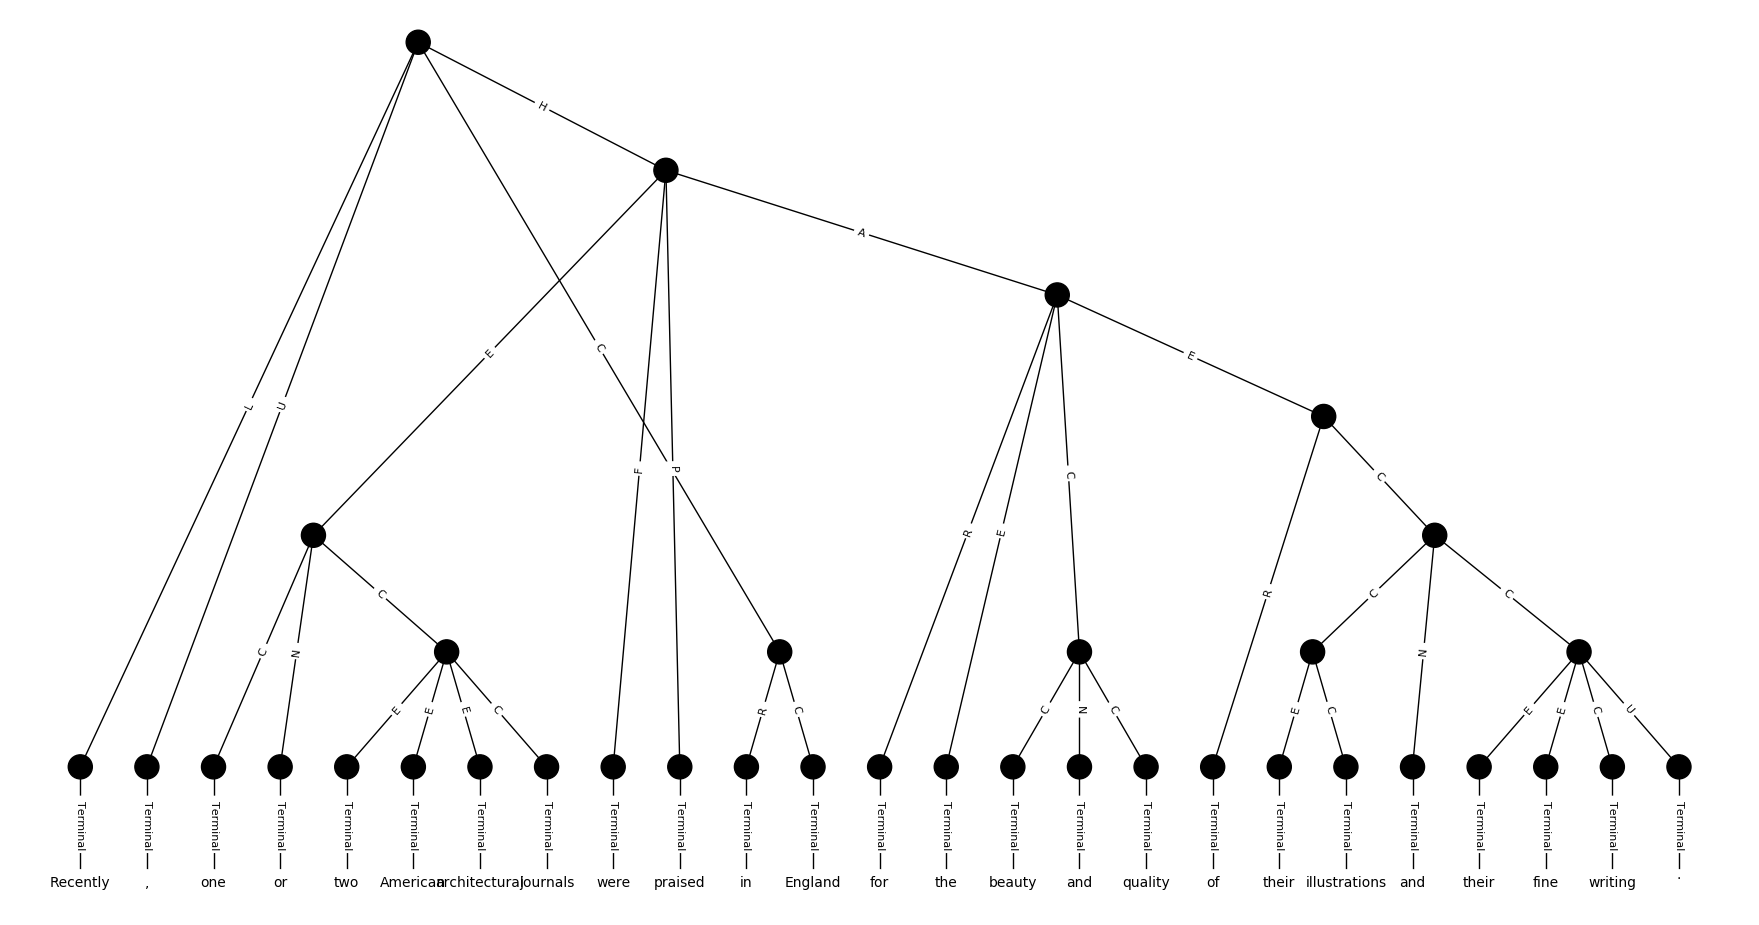 H
A
E
C
E
L
U
F
P
C
R
E
C
C
N
C
R
C
N
C
E
E
E
C
R
C
C
N
C
E
C
E
E
C
U
Terminal Terminal Terminal Terminal Terminal Terminal Terminal Terminal Terminal Terminal Terminal Terminal Terminal Terminal Terminal Terminal Terminal Terminal Terminal Terminal Terminal Terminal Terminal Terminal Terminal
Recently , one or two American architectural journals were praised in England for the beauty and quality of their illustrations and their fine writing .